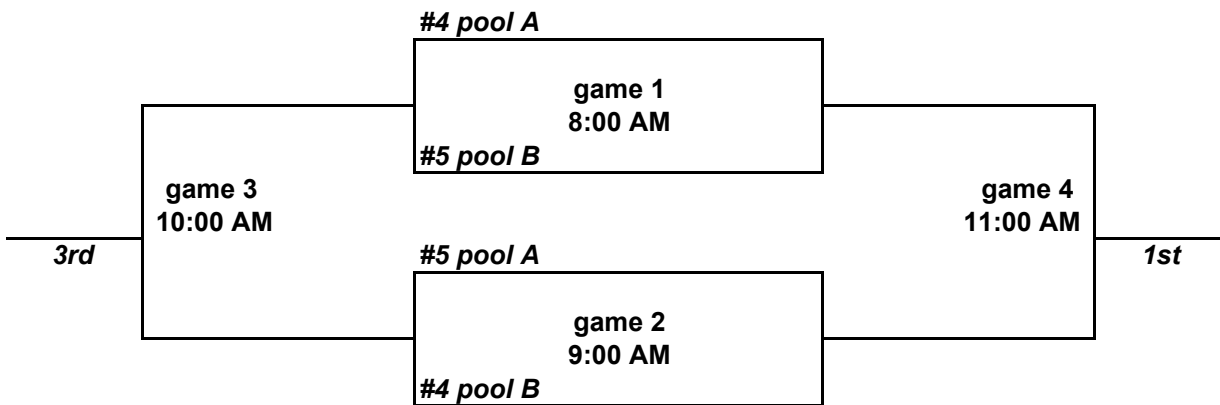 #4 pool A
game 1
8:00 AM
#5 pool B
game 3
10:00 AM
game 4
11:00 AM
3rd
1st
#5 pool A
game 2
9:00 AM
#4 pool B